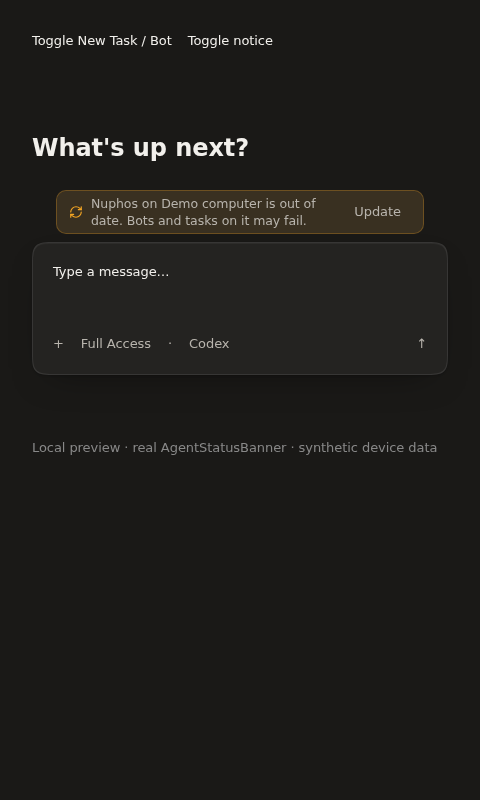 Toggle New Task / Bot Toggle notice
What's up next?
Nuphos on Demo computer is out of
date. Bots and tasks on it may fail.
Update
Type a message...
+ Full Access · Codex ↑
Local preview · real AgentStatusBanner · synthetic device data